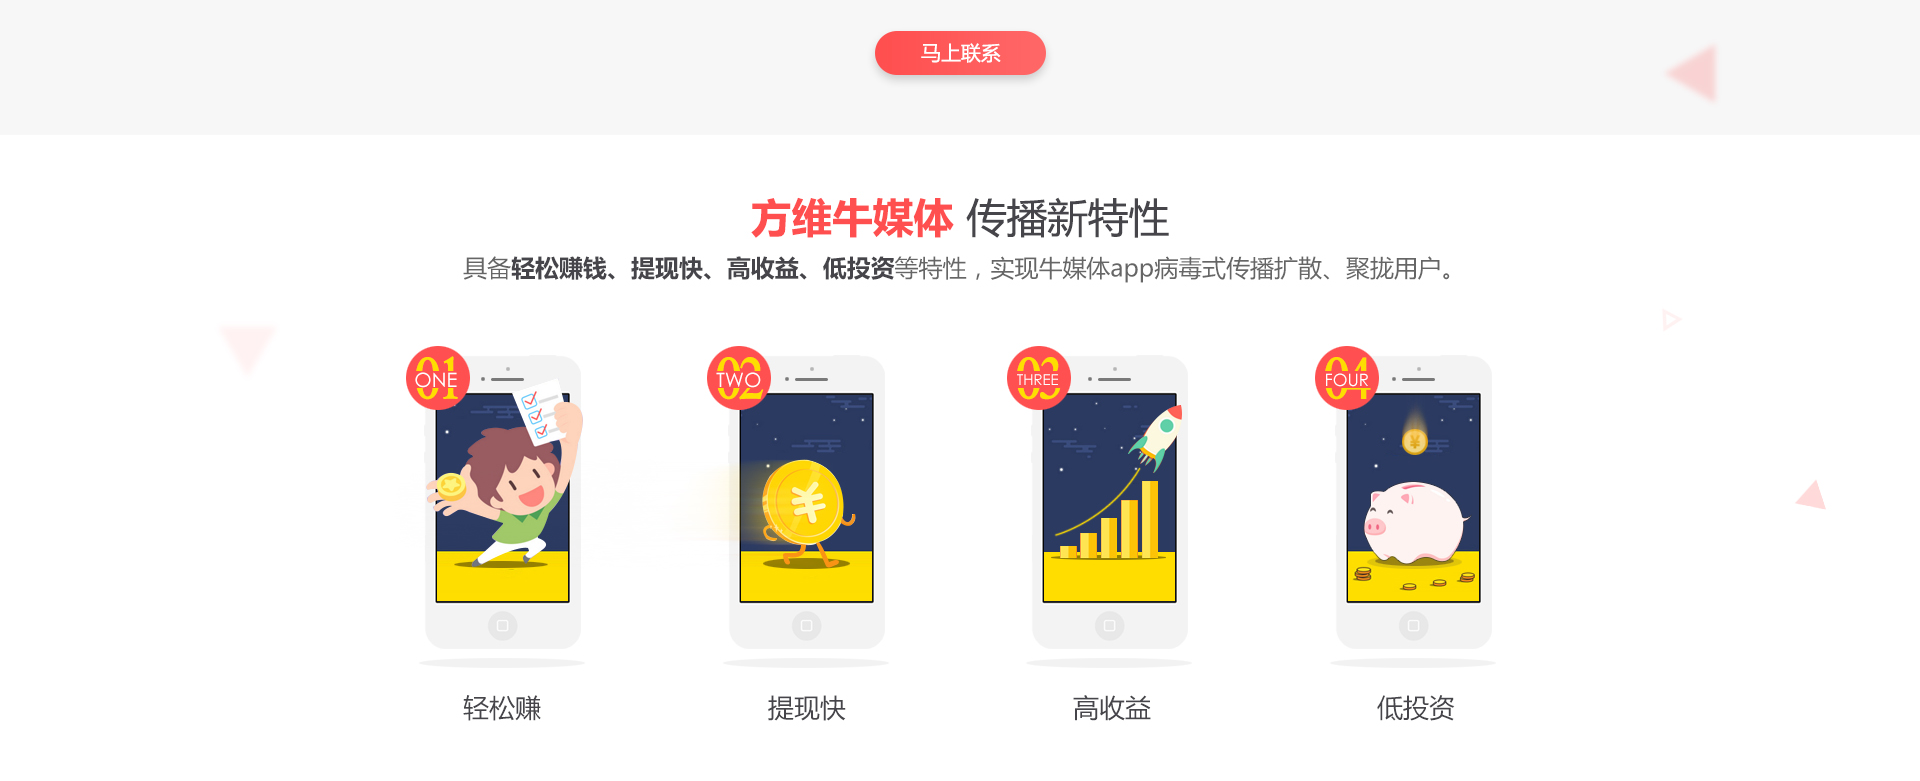 马上联系
方维牛媒体 传播新特性
具备轻松赚钱、提现快、高收益、低投资等特性，实现牛媒体app病毒式传播扩散、聚拢用户。
01 ONE
02 TWO
03 THREE
04 FOUR
¥
¥
轻松赚
提现快
高收益
低投资